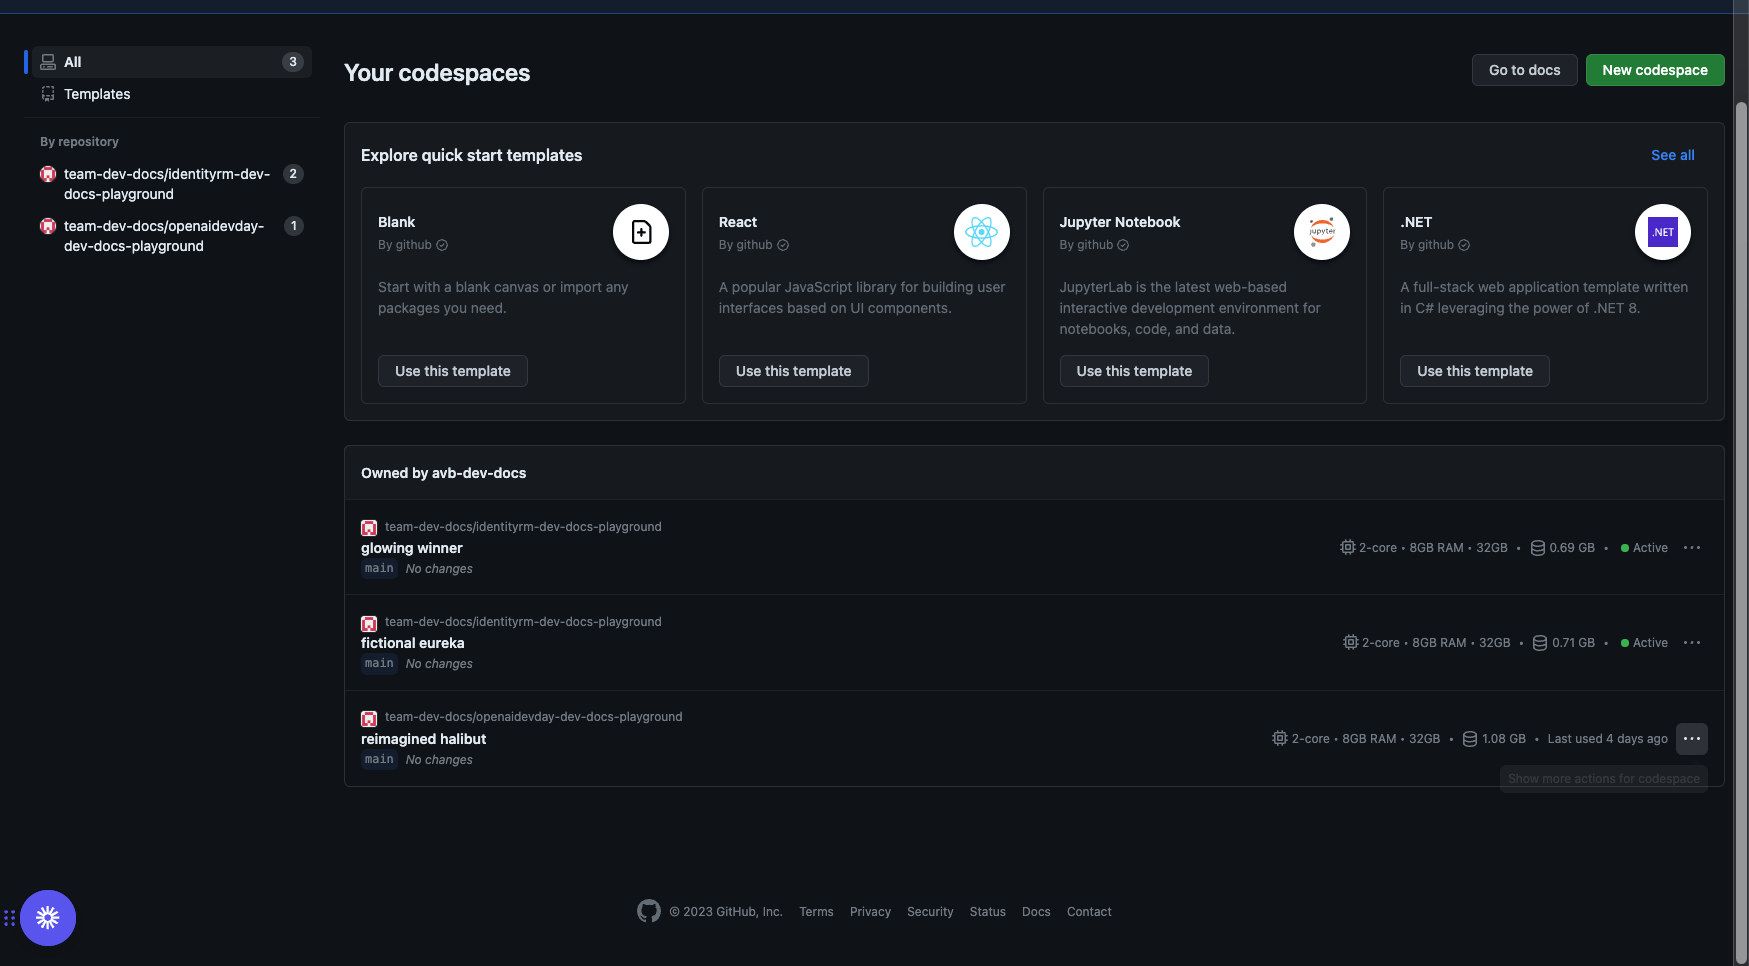 All
3
Templates
By repository
team-dev-docs/identityrm-dev-
docs-playground
2
team-dev-docs/openaidevday-
dev-docs-playground
1
Your codespaces
Go to docs
New codespace
Explore quick start templates
See all
Blank
By github
Start with a blank canvas or import any
packages you need.
Use this template
React
By github
A popular JavaScript library for building user
interfaces based on UI components.
Use this template
Jupyter Notebook
By github
jupyter
JupyterLab is the latest web-based
interactive development environment for
notebooks, code, and data.
Use this template
.NET
By github
.NET
A full-stack web application template written
in C# leveraging the power of .NET 8.
Use this template
Owned by avb-dev-docs
team-dev-docs/identityrm-dev-docs-playground
glowing winner
main No changes
2-core • 8GB RAM • 32GB • 0.69 GB • Active
team-dev-docs/identityrm-dev-docs-playground
fictional eureka
main No changes
2-core • 8GB RAM • 32GB • 0.71 GB • Active
team-dev-docs/openaidevday-dev-docs-playground
reimagined halibut
main No changes
2-core • 8GB RAM • 32GB • 1.08 GB • Last used 4 days ago
Show more actions for codespace
© 2023 GitHub, Inc. Terms Privacy Security Status Docs Contact